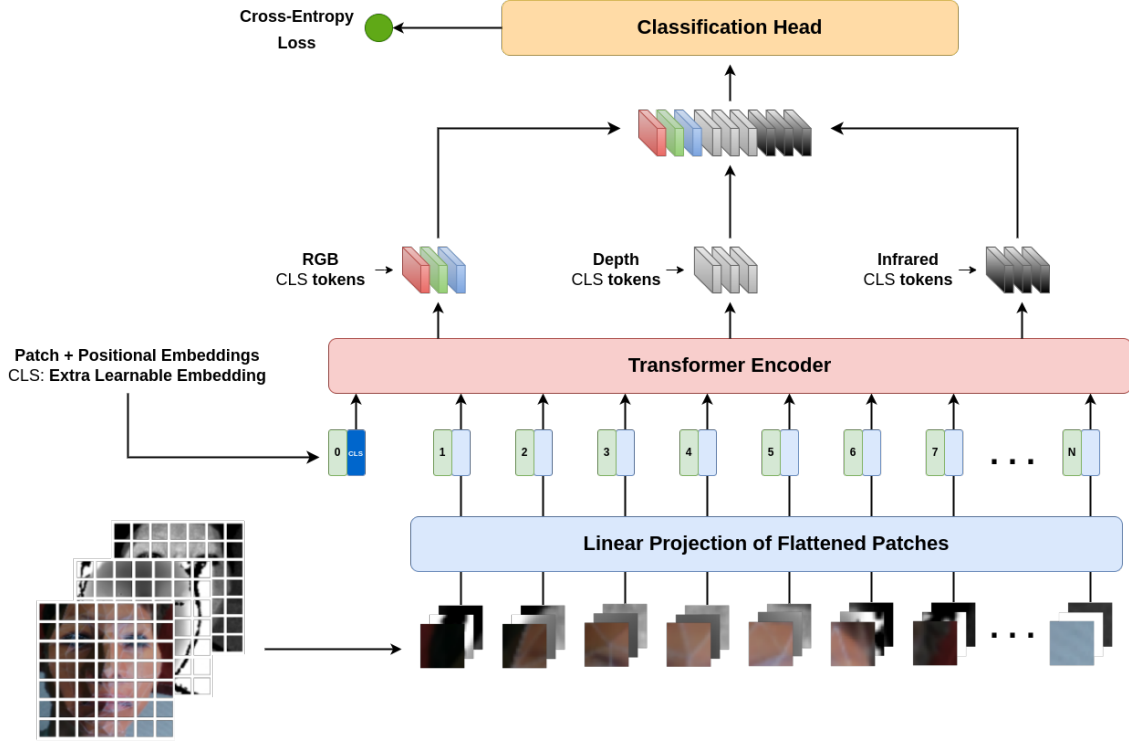 Cross-Entropy
Loss
Classification Head
RGB
CLS tokens
Depth
CLS tokens
Infrared
CLS tokens
Patch + Positional Embeddings
CLS: Extra Learnable Embedding
Transformer Encoder
0 CLS 1 2 3 4 5 6 7 . . . N
Linear Projection of Flattened Patches
. . .